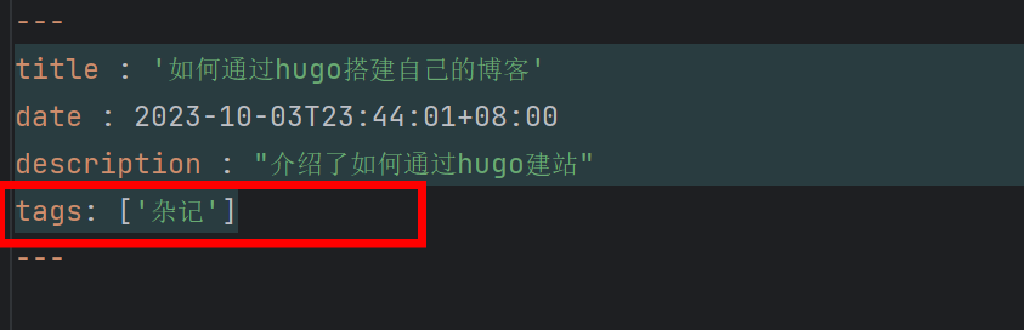 ---
title : '如何通过hugo搭建自己的博客'
date : 2023-10-03T23:44:01+08:00
description : "介绍了如何通过hugo建站"
tags: ['杂记']
---